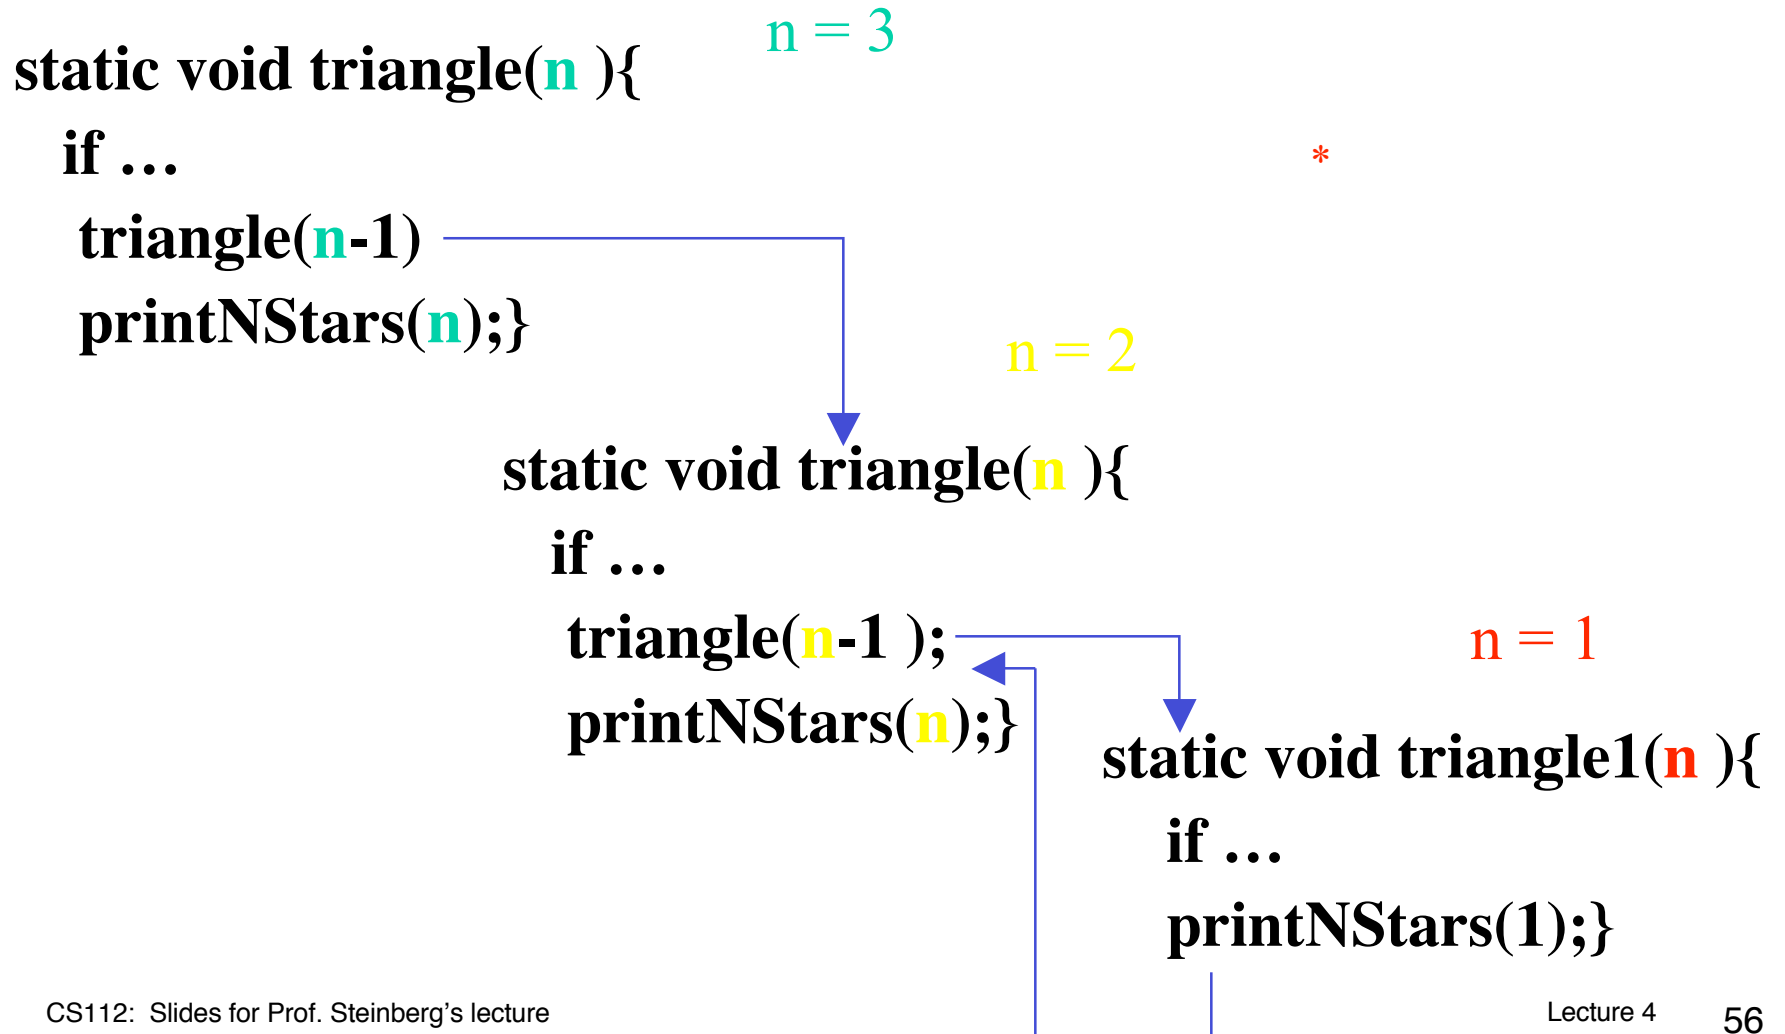 n = 3
static void triangle(n ){
if …
*
triangle(n-1)
printNStars(n);}
n = 2
static void triangle(n ){
if …
triangle(n-1 );
printNStars(n);}
n = 1
static void triangle1(n ){
if …
printNStars(1);}
CS112: Slides for Prof. Steinberg's lecture
Lecture 4
56